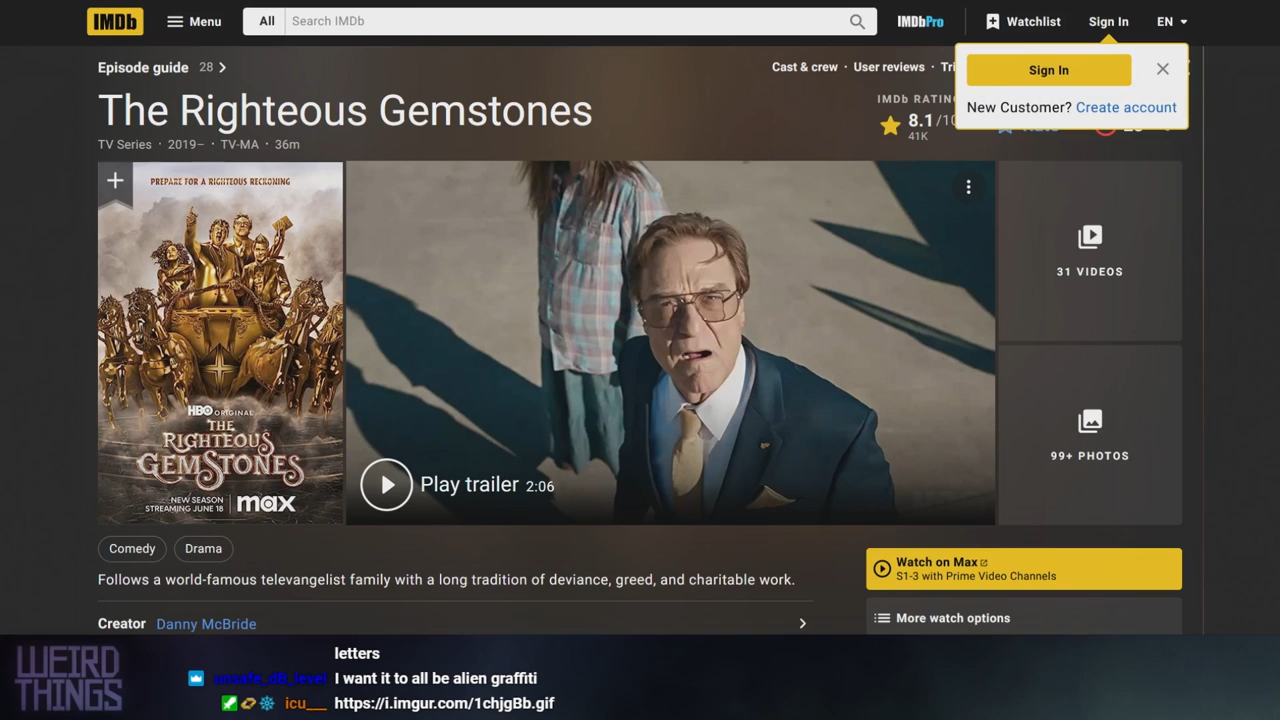 IMDb Menu All Search IMDb IMDbPro Watchlist Sign In EN
Episode guide 28
Cast & crew · User reviews ·
Sign In
New Customer? Create account
The Righteous Gemstones
IMDb RATIN
8.1/10
41K
TV Series · 2019– · TV-MA · 36m
PREPARE FOR A RIGHTEOUS RECKONING
HBO ORIGINAL
THE
RIGHTEOUS
GEMSTONES
NEW SEASON
STREAMING JUNE 18
max
Play trailer 2:06
31 VIDEOS
99+ PHOTOS
Comedy Drama
Follows a world-famous televangelist family with a long tradition of deviance, greed, and charitable work.
Creator Danny McBride
Watch on Max
S1-3 with Prime Video Channels
More watch options
WEIRD
THINGS
letters
unsafe_dB_level I want it to all be alien graffiti
icu___ https://i.imgur.com/1chjgBb.gif